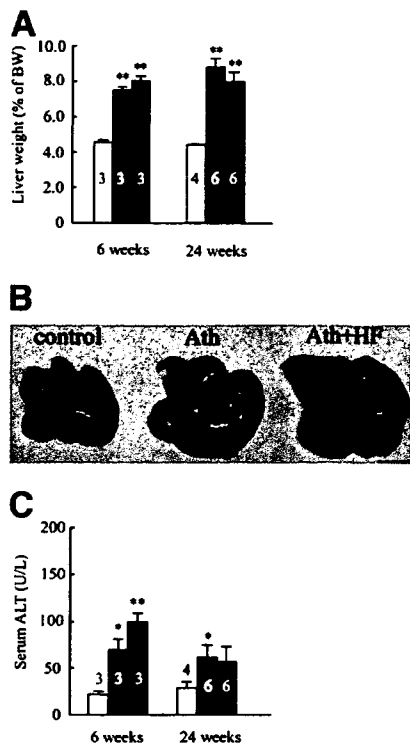 A
Liver weight (% of BW)
10.0
8.0
6.0
4.0
2.0
0
** **
** **
3 3 3
4 6 6
6 weeks 24 weeks
B
control Ath Ath+HF
C
Serum ALT (U/L)
200
150
100
50
0
* **
*
3 3 3
4 6 6
6 weeks 24 weeks